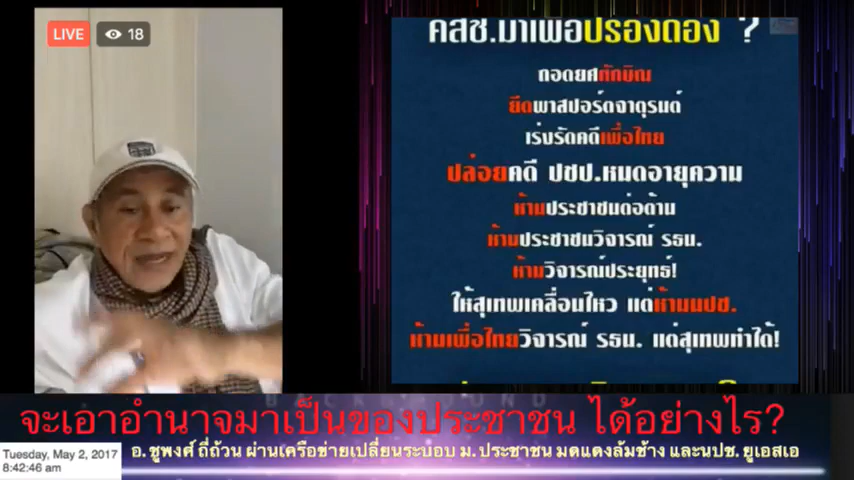 LIVE 18
คสช.มาเพื่อปรองดอง ?
ถอดยศทักษิณ
ยึดพาสปอร์ตจาตุรนต์
เร่งรัดคดีเพื่อไทย
ปล่อยคดี ปชป.หมดอายุความ
ห้ามประชาชนต่อต้าน
ห้ามประชาชนวิจารณ์ รธน.
ห้ามวิจารณ์ประยุทธ์!
ให้สุเทพเคลื่อนไหว แต่ห้ามนปช.
ห้ามเพื่อไทยวิจารณ์ รธน. แต่สุเทพทำได้!
จะเอาอำนาจมาเป็นของประชาชน ได้อย่างไร?
อ. ชูพงศ์ ถี่ถ้วน ผ่านเครือข่ายเปลี่ยนระบอบ ม. ประชาชน มดแดงล้มช้าง และนปช. ยูเอสเอ
Tuesday, May 2, 2017
8:42:46 am